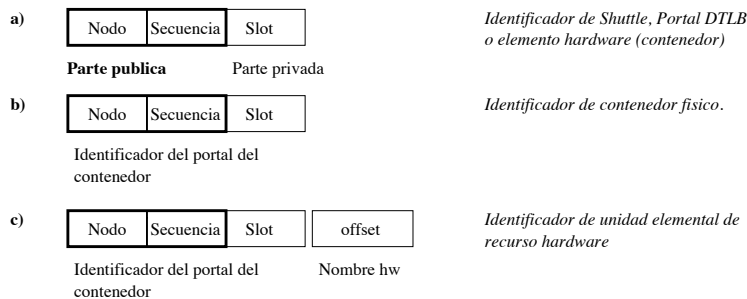 a)
Nodo Secuencia Slot
Identificador de Shuttle, Portal DTLB
o elemento hardware (contenedor)
Parte publica Parte privada
b)
Nodo Secuencia Slot
Identificador de contenedor fisico.
Identificador del portal del
contenedor
c)
Nodo Secuencia Slot offset
Identificador de unidad elemental de
recurso hardware
Identificador del portal del
contenedor
Nombre hw